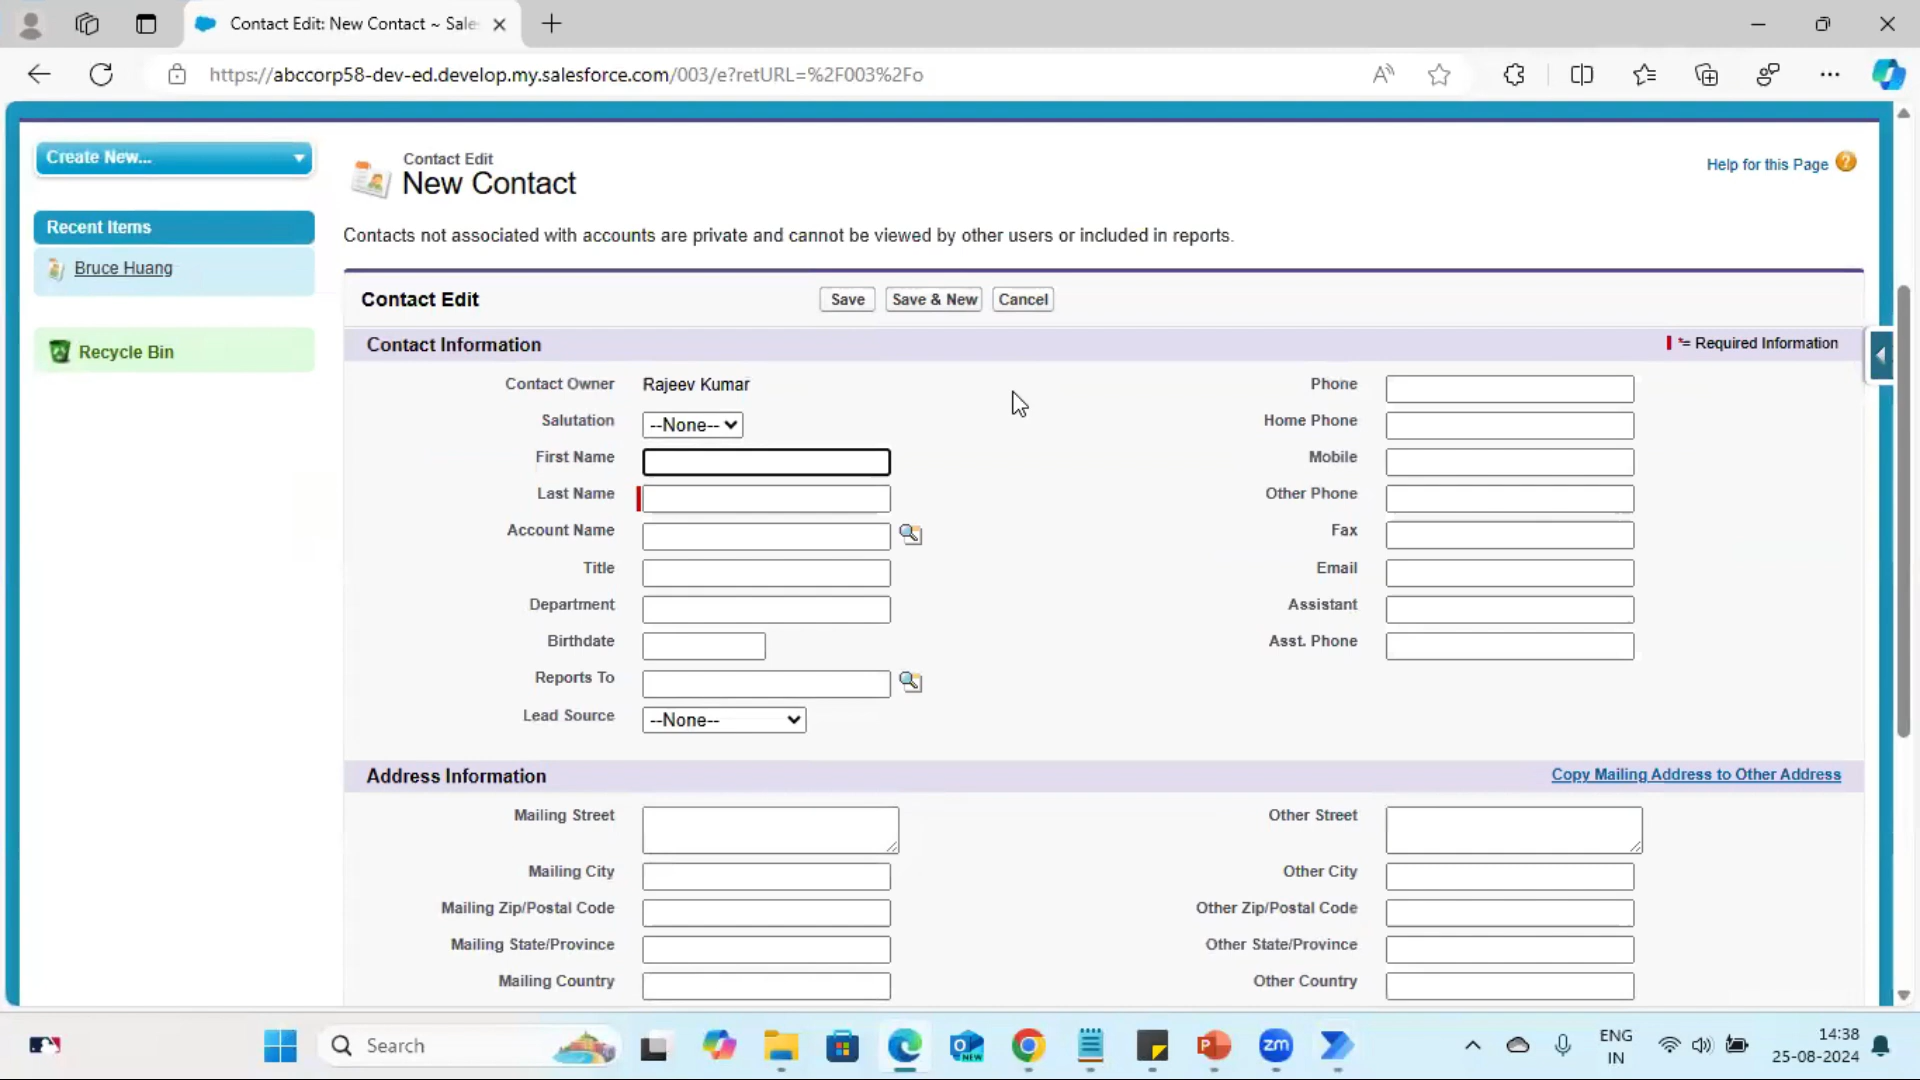 Contact Edit: New Contact ~ Sale
https://abccorp58-dev-ed.develop.my.salesforce.com/003/e?retURL=%2F003%2Fo
Create New...
Recent Items
Bruce Huang
Recycle Bin
Contact Edit
New Contact
Help for this Page
Contacts not associated with accounts are private and cannot be viewed by other users or included in reports.
Contact Edit
Save
Save & New
Cancel
Contact Information
*= Required Information
Contact Owner
Rajeev Kumar
Salutation
--None--
First Name
Last Name
Account Name
Title
Department
Birthdate
Reports To
Lead Source
--None--
Phone
Home Phone
Mobile
Other Phone
Fax
Email
Assistant
Asst. Phone
Address Information
Copy Mailing Address to Other Address
Mailing Street
Mailing City
Mailing Zip/Postal Code
Mailing State/Province
Mailing Country
Other Street
Other City
Other Zip/Postal Code
Other State/Province
Other Country
Search
NEW
zm
ENG
IN
14:38
25-08-2024